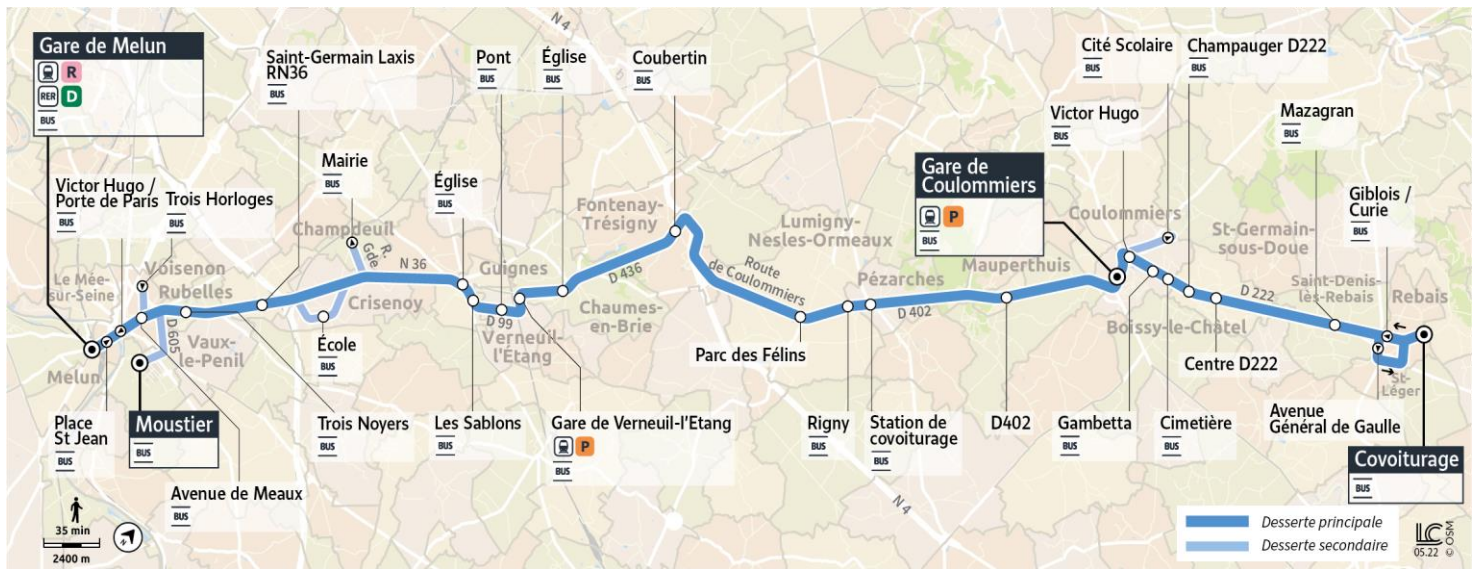 Gare de Melun
R
RER D
BUS
Saint-Germain Laxis
RN36
BUS
Pont
BUS
Église
BUS
Coubertin
BUS
Cité Scolaire
BUS
Champauger D222
BUS
Victor Hugo
BUS
Mazagran
BUS
Mairie
BUS
Église
BUS
Gare de
Coulommiers
P
BUS
Giblois /
Curie
BUS
Victor Hugo /
Porte de Paris
BUS
Trois Horloges
BUS
N 4
Le Mée-
sur-Seine
Voisenon
Rubelles
Champdeuil
R.
Gde
N 36
Crisenoy
Guignes
D 99
Verneuil-
l'Étang
Fontenay-
Trésigny
D 436
Chaumes-
en-Brie
Route
de Coulommiers
Lumigny-
Nesles-Ormeaux
Pézarches
D 402
Mauperthuis
Coulommiers
St-Germain-
sous-Doue
Boissy-le-Châtel
D 222
Saint-Denis-
lès-Rebais
Rebais
St-
Léger
Melun
D 605
Vaux-
le-Penil
N 4
École
BUS
Parc des Félins
Centre D222
Place
St Jean
BUS
Moustier
BUS
Avenue de Meaux
BUS
Trois Noyers
BUS
Les Sablons
BUS
Gare de Verneuil-l'Etang
P
BUS
Rigny
BUS
Station de
covoiturage
BUS
D402
Gambetta
BUS
Cimetière
BUS
Avenue
Général de Gaulle
BUS
Covoiturage
BUS
35 min
2400 m
Desserte principale
Desserte secondaire
LC
05.22
© OSM